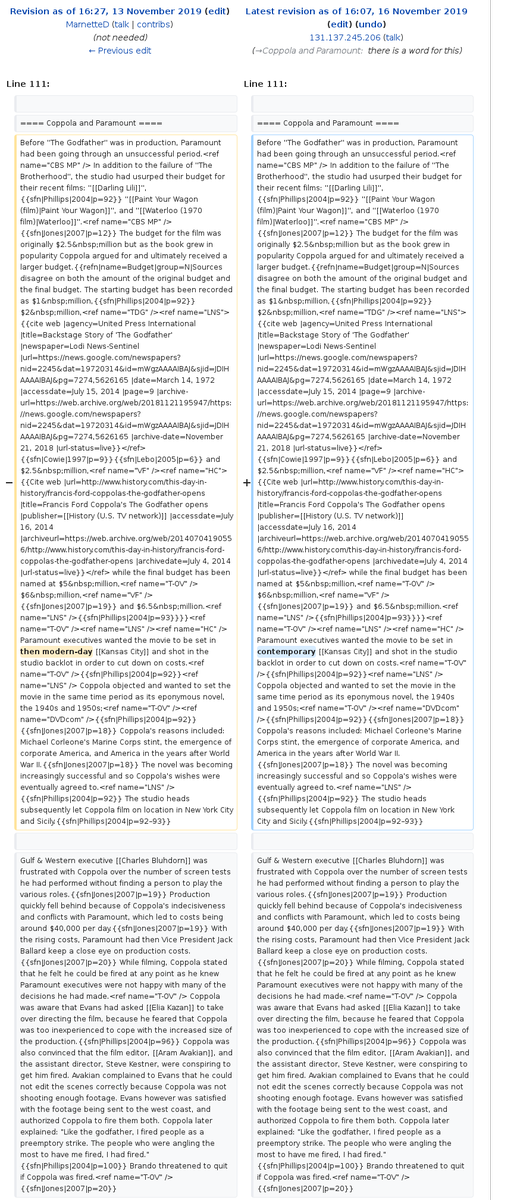 Revision as of 16:27, 13 November 2019 (edit)
MarnetteD (talk | contribs)
(not needed)
← Previous edit
Line 111:
==== Coppola and Paramount ====
−
Before ''The Godfather'' was in production, Paramount
had been going through an unsuccessful period.<ref
name="CBS MP" /> In addition to the failure of ''The
Brotherhood'', the studio had usurped their budget for
their recent films: ''[[Darling Lili]]'',
{{sfn|Phillips|2004|p=92}} ''[[Paint Your Wagon
(film)|Paint Your Wagon]]'', and ''[[Waterloo (1970
film)|Waterloo]]''.<ref name="CBS MP" />
{{sfn|Jones|2007|p=12}} The budget for the film was
originally $2.5&nbsp;million but as the book grew in
popularity Coppola argued for and ultimately received a
larger budget.{{refn|name=Budget|group=N|Sources
disagree on both the amount of the original budget and
the final budget. The starting budget has been recorded
as $1&nbsp;million,{{sfn|Phillips|2004|p=92}}
$2&nbsp;million,<ref name="TDG" /><ref name="LNS">
{{cite web |agency=United Press International
|title=Backstage Story of 'The Godfather'
|newspaper=Lodi News-Sentinel
|url=https://news.google.com/newspapers?
nid=2245&dat=19720314&id=mWgzAAAAIBAJ&sjid=JDIH
AAAAIBAJ&pg=7274,5626165 |date=March 14, 1972
|accessdate=July 15, 2014 |page=9 |archive-
url=https://web.archive.org/web/20181121195947/https:
//news.google.com/newspapers?
nid=2245&dat=19720314&id=mWgzAAAAIBAJ&sjid=JDIH
AAAAIBAJ&pg=7274,5626165 |archive-date=November
21, 2018 |url-status=live}}</ref>
{{sfn|Cowie|1997|p=9}}{{sfn|Lebo|2005|p=6}} and
$2.5&nbsp;million,<ref name="VF" /><ref name="HC">
{{Cite web |url=http://www.history.com/this-day-in-
history/francis-ford-coppolas-the-godfather-opens
|title=Francis Ford Coppola's The Godfather opens
|publisher=[[History (U.S. TV network)]] |accessdate=July
16, 2014
|archiveurl=https://web.archive.org/web/2014070419055
6/http://www.history.com/this-day-in-history/francis-ford-
coppolas-the-godfather-opens |archivedate=July 4, 2014
|url-status=live}}</ref> while the final budget has been
named at $5&nbsp;million,<ref name="T-0V" />
$6&nbsp;million,<ref name="VF" />
{{sfn|Jones|2007|p=19}} and $6.5&nbsp;million.<ref
name="LNS" />{{sfn|Phillips|2004|p=93}}}}<ref
name="T-0V" /><ref name="LNS" /><ref name="HC" />
Paramount executives wanted the movie to be set in
then modern-day [[Kansas City]] and shot in the
studio backlot in order to cut down on costs.<ref
name="T-0V" />{{sfn|Phillips|2004|p=92}}<ref
name="LNS" /> Coppola objected and wanted to set the
movie in the same time period as its eponymous novel,
the 1940s and 1950s;<ref name="T-0V" /><ref
name="DVDcom" />{{sfn|Phillips|2004|p=92}}
{{sfn|Jones|2007|p=18}} Coppola's reasons included:
Michael Corleone's Marine Corps stint, the emergence of
corporate America, and America in the years after World
War II.{{sfn|Jones|2007|p=18}} The novel was becoming
increasingly successful and so Coppola's wishes were
eventually agreed to.<ref name="LNS" />
{{sfn|Phillips|2004|p=92}} The studio heads
subsequently let Coppola film on location in New York City
and Sicily.{{sfn|Phillips|2004|p=92-93}}
Gulf & Western executive [[Charles Bluhdorn]] was
frustrated with Coppola over the number of screen tests
he had performed without finding a person to play the
various roles.{{sfn|Jones|2007|p=19}} Production
quickly fell behind because of Coppola's indecisiveness
and conflicts with Paramount, which led to costs being
around $40,000 per day.{{sfn|Jones|2007|p=19}} With
the rising costs, Paramount had then Vice President Jack
Ballard keep a close eye on production costs.
{{sfn|Jones|2007|p=20}} While filming, Coppola stated
that he felt he could be fired at any point as he knew
Paramount executives were not happy with many of the
decisions he had made.<ref name="T-0V" /> Coppola
was aware that Evans had asked [[Elia Kazan]] to take
over directing the film, because he feared that Coppola
was too inexperienced to cope with the increased size of
the production.{{sfn|Phillips|2004|p=96}} Coppola was
also convinced that the film editor, [[Aram Avakian]], and
the assistant director, Steve Kestner, were conspiring to
get him fired. Avakian complained to Evans that he could
not edit the scenes correctly because Coppola was not
shooting enough footage. Evans however was satisfied
with the footage being sent to the west coast, and
authorized Coppola to fire them both. Coppola later
explained: "Like the godfather, I fired people as a
preemptory strike. The people who were angling the
most to have me fired, I had fired."
{{sfn|Phillips|2004|p=100}} Brando threatened to quit
if Coppola was fired.<ref name="T-0V" />
{{sfn|Jones|2007|p=20}}
Latest revision as of 16:07, 16 November 2019
(edit) (undo)
131.137.245.206 (talk)
(→Coppola and Paramount: there is a word for this)
Line 111:
==== Coppola and Paramount ====
+
Before ''The Godfather'' was in production, Paramount
had been going through an unsuccessful period.<ref
name="CBS MP" /> In addition to the failure of ''The
Brotherhood'', the studio had usurped their budget for
their recent films: ''[[Darling Lili]]'',
{{sfn|Phillips|2004|p=92}} ''[[Paint Your Wagon
(film)|Paint Your Wagon]]'', and ''[[Waterloo (1970
film)|Waterloo]]''.<ref name="CBS MP" />
{{sfn|Jones|2007|p=12}} The budget for the film was
originally $2.5&nbsp;million but as the book grew in
popularity Coppola argued for and ultimately received a
larger budget.{{refn|name=Budget|group=N|Sources
disagree on both the amount of the original budget and
the final budget. The starting budget has been recorded
as $1&nbsp;million,{{sfn|Phillips|2004|p=92}}
$2&nbsp;million,<ref name="TDG" /><ref name="LNS">
{{cite web |agency=United Press International
|title=Backstage Story of 'The Godfather'
|newspaper=Lodi News-Sentinel
|url=https://news.google.com/newspapers?
nid=2245&dat=19720314&id=mWgzAAAAIBAJ&sjid=JDIH
AAAAIBAJ&pg=7274,5626165 |date=March 14, 1972
|accessdate=July 15, 2014 |page=9 |archive-
url=https://web.archive.org/web/20181121195947/https:
//news.google.com/newspapers?
nid=2245&dat=19720314&id=mWgzAAAAIBAJ&sjid=JDIH
AAAAIBAJ&pg=7274,5626165 |archive-date=November
21, 2018 |url-status=live}}</ref>
{{sfn|Cowie|1997|p=9}}{{sfn|Lebo|2005|p=6}} and
$2.5&nbsp;million,<ref name="VF" /><ref name="HC">
{{Cite web |url=http://www.history.com/this-day-in-
history/francis-ford-coppolas-the-godfather-opens
|title=Francis Ford Coppola's The Godfather opens
|publisher=[[History (U.S. TV network)]]
|accessdate=July 16, 2014
|archiveurl=https://web.archive.org/web/2014070419055
6/http://www.history.com/this-day-in-history/francis-ford-
coppolas-the-godfather-opens |archivedate=July 4, 2014
|url-status=live}}</ref> while the final budget has been
named at $5&nbsp;million,<ref name="T-0V" />
$6&nbsp;million,<ref name="VF" />
{{sfn|Jones|2007|p=19}} and $6.5&nbsp;million.<ref
name="LNS" />{{sfn|Phillips|2004|p=93}}}}<ref
name="T-0V" /><ref name="LNS" /><ref name="HC" />
Paramount executives wanted the movie to be set in
contemporary [[Kansas City]] and shot in the studio
backlot in order to cut down on costs.<ref name="T-0V"
/>{{sfn|Phillips|2004|p=92}}<ref name="LNS" />
Coppola objected and wanted to set the movie in the
same time period as its eponymous novel, the 1940s
and 1950s;<ref name="T-0V" /><ref name="DVDcom"
/>{{sfn|Phillips|2004|p=92}}{{sfn|Jones|2007|p=18}}
Coppola's reasons included: Michael Corleone's Marine
Corps stint, the emergence of corporate America, and
America in the years after World War II.
{{sfn|Jones|2007|p=18}} The novel was becoming
increasingly successful and so Coppola's wishes were
eventually agreed to.<ref name="LNS" />
{{sfn|Phillips|2004|p=92}} The studio heads
subsequently let Coppola film on location in New York
City and Sicily.{{sfn|Phillips|2004|p=92-93}}
Gulf & Western executive [[Charles Bluhdorn]] was
frustrated with Coppola over the number of screen tests
he had performed without finding a person to play the
various roles.{{sfn|Jones|2007|p=19}} Production
quickly fell behind because of Coppola's indecisiveness
and conflicts with Paramount, which led to costs being
around $40,000 per day.{{sfn|Jones|2007|p=19}} With
the rising costs, Paramount had then Vice President Jack
Ballard keep a close eye on production costs.
{{sfn|Jones|2007|p=20}} While filming, Coppola stated
that he felt he could be fired at any point as he knew
Paramount executives were not happy with many of the
decisions he had made.<ref name="T-0V" /> Coppola
was aware that Evans had asked [[Elia Kazan]] to take
over directing the film, because he feared that Coppola
was too inexperienced to cope with the increased size of
the production.{{sfn|Phillips|2004|p=96}} Coppola
was also convinced that the film editor, [[Aram Avakian]],
and the assistant director, Steve Kestner, were conspiring
to get him fired. Avakian complained to Evans that he
could not edit the scenes correctly because Coppola was
not shooting enough footage. Evans however was
satisfied with the footage being sent to the west coast,
and authorized Coppola to fire them both. Coppola later
explained: "Like the godfather, I fired people as a
preemptory strike. The people who were angling the
most to have me fired, I had fired."
{{sfn|Phillips|2004|p=100}} Brando threatened to quit
if Coppola was fired.<ref name="T-0V" />
{{sfn|Jones|2007|p=20}}